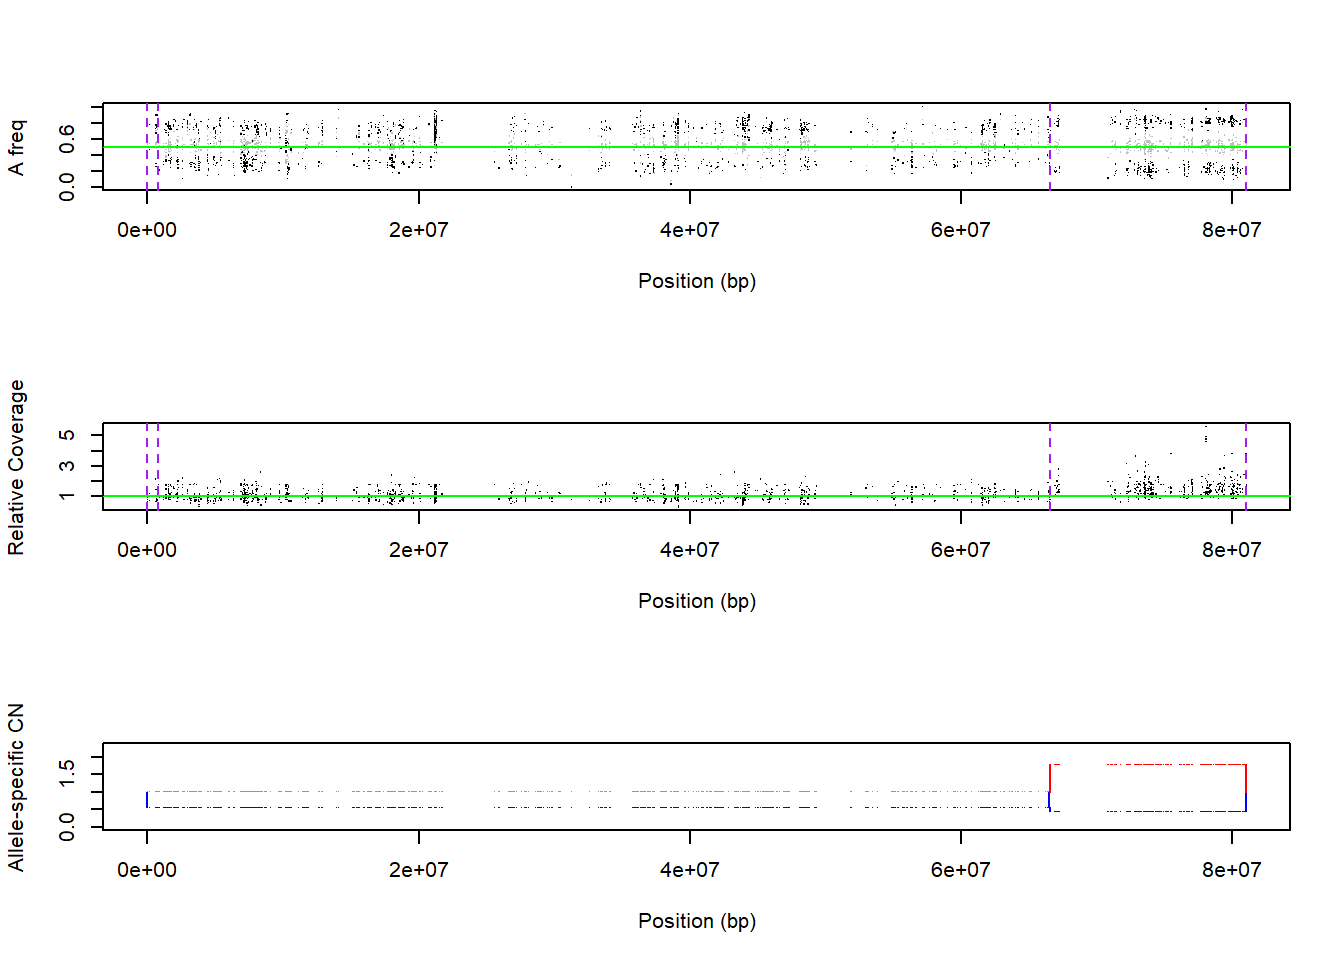 A freq
0.6
0.0
0e+00 2e+07 4e+07 6e+07 8e+07
Position (bp)
Relative Coverage
5
3
1
0e+00 2e+07 4e+07 6e+07 8e+07
Position (bp)
Allele-specific CN
1.5
0.0
0e+00 2e+07 4e+07 6e+07 8e+07
Position (bp)